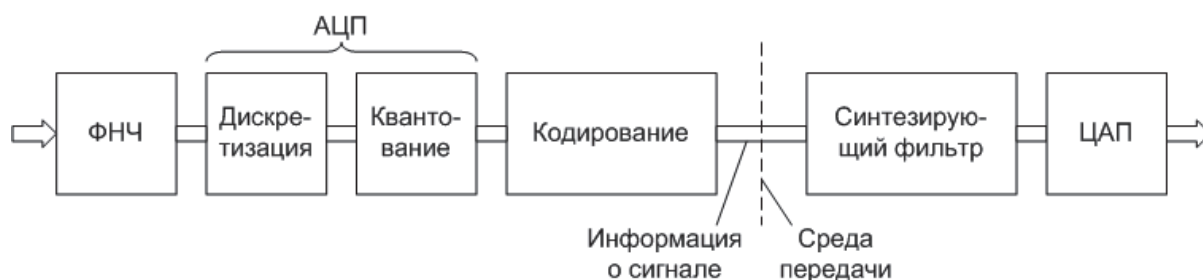 АЦП
ФНЧ
Дискре-
тизация
Кванто-
вание
Кодирование
Синтезирую-
щий фильтр
ЦАП
Информация
о сигнале
Среда
передачи